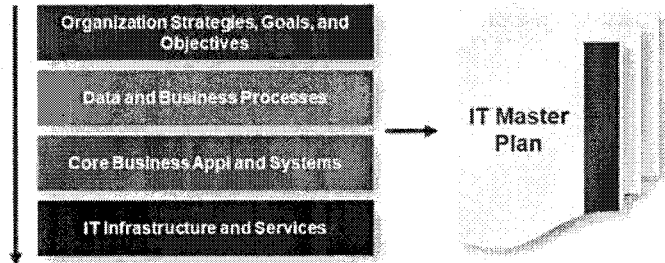 Organization Strategies, Goals, and
Objectives
Data and Business Processes
Core Business Appl and Systems
IT Infrastructure and Services
IT Master
Plan